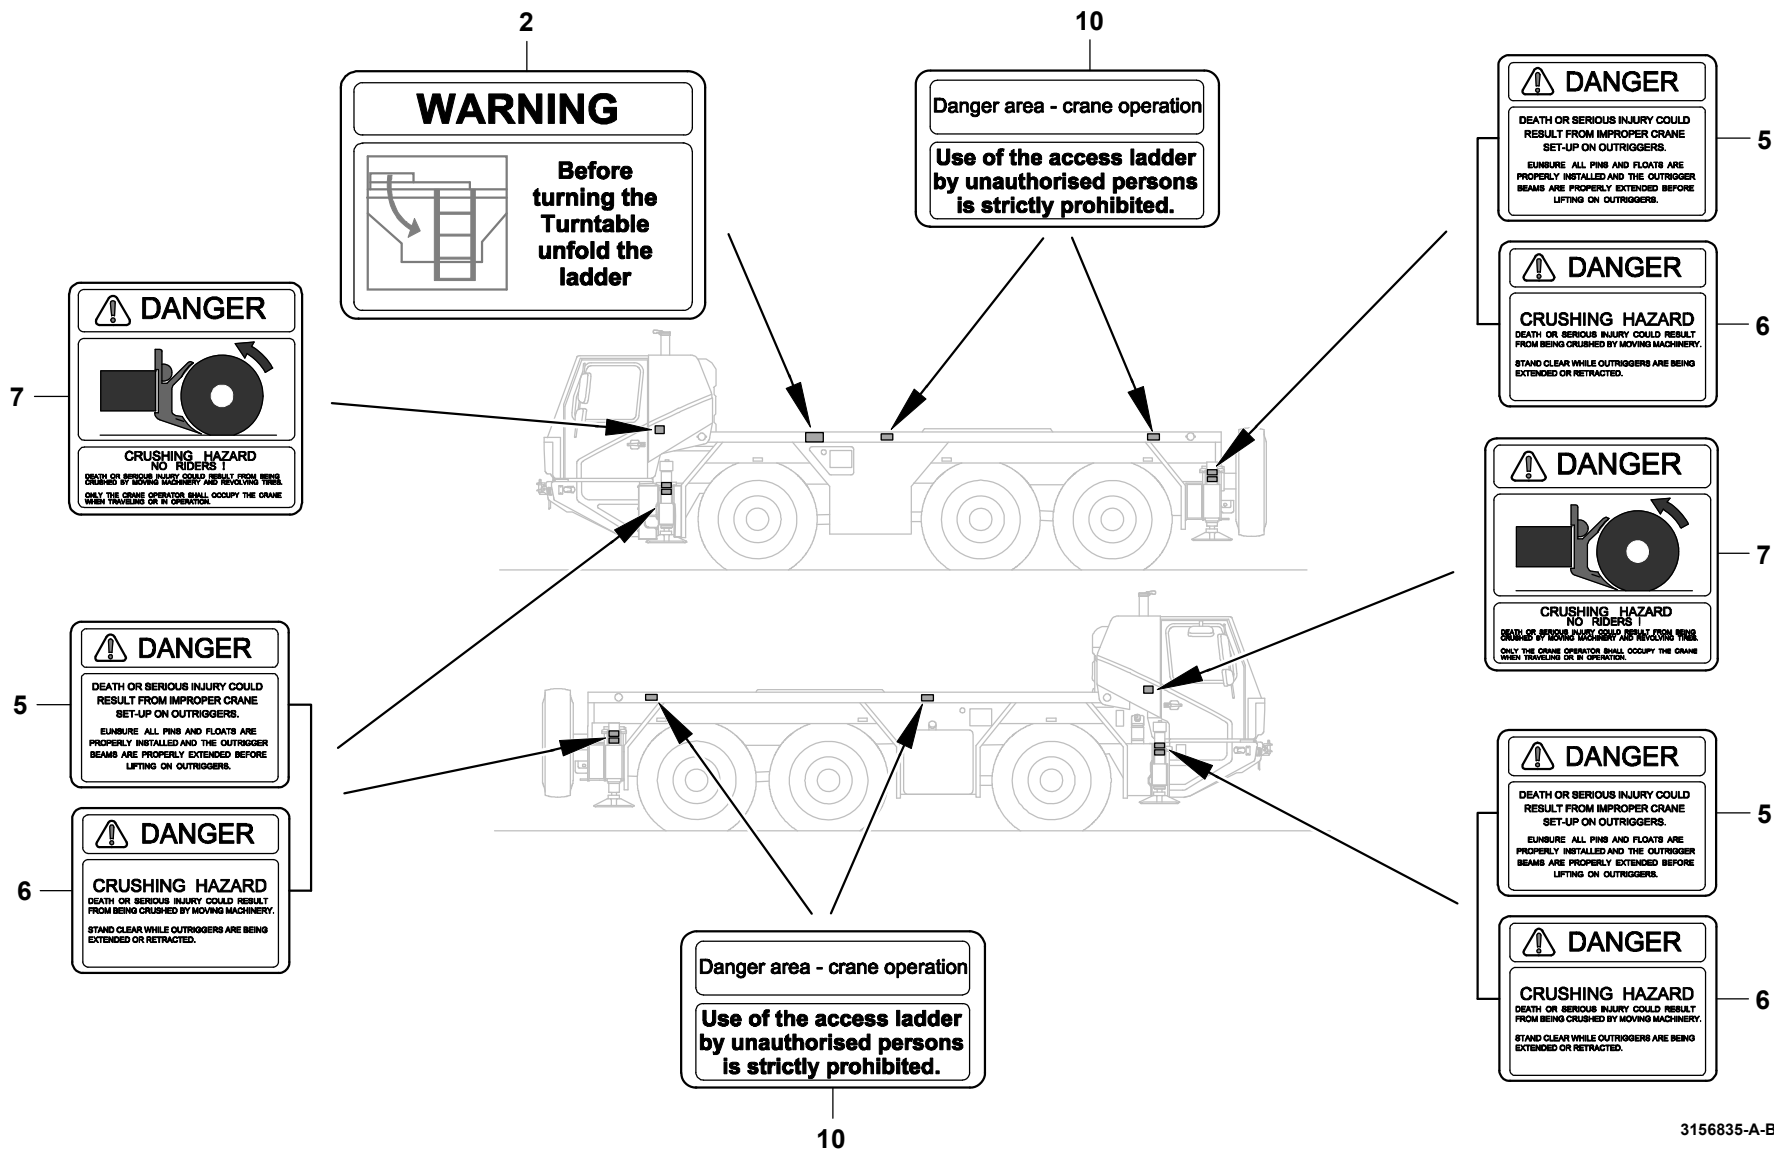 2
WARNING
Before
turning the
Turntable
unfold the
ladder
10
Danger area - crane operation
Use of the access ladder
by unauthorised persons
is strictly prohibited.
DANGER
DEATH OR SERIOUS INJURY COULD
RESULT FROM IMPROPER CRANE
SET-UP ON OUTRIGGERS.
EUNSURE ALL PINS AND FLOATS ARE
PROPERLY INSTALLED AND THE OUTRIGGER
BEAMS ARE PROPERLY EXTENDED BEFORE
LIFTING ON OUTRIGGERS.
5
DANGER
CRUSHING HAZARD
DEATH OR SERIOUS INJURY COULD RESULT
FROM BEING CRUSHED BY MOVING MACHINERY.
STAND CLEAR WHILE OUTRIGGERS ARE BEING
EXTENDED OR RETRACTED.
6
7
DANGER
CRUSHING HAZARD
NO RIDERS !
DEATH OR SERIOUS INJURY COULD RESULT FROM BEING
CRUSHED BY MOVING MACHINERY AND REVOLVING TIRES.
ONLY THE CRANE OPERATOR SHALL OCCUPY THE CRANE
WHEN TRAVELING OR IN OPERATION.
DANGER
CRUSHING HAZARD
NO RIDERS !
DEATH OR SERIOUS INJURY COULD RESULT FROM BEING
CRUSHED BY MOVING MACHINERY AND REVOLVING TIRES.
ONLY THE CRANE OPERATOR SHALL OCCUPY THE CRANE
WHEN TRAVELING OR IN OPERATION.
7
5
DANGER
DEATH OR SERIOUS INJURY COULD
RESULT FROM IMPROPER CRANE
SET-UP ON OUTRIGGERS.
EUNSURE ALL PINS AND FLOATS ARE
PROPERLY INSTALLED AND THE OUTRIGGER
BEAMS ARE PROPERLY EXTENDED BEFORE
LIFTING ON OUTRIGGERS.
6
DANGER
CRUSHING HAZARD
DEATH OR SERIOUS INJURY COULD RESULT
FROM BEING CRUSHED BY MOVING MACHINERY.
STAND CLEAR WHILE OUTRIGGERS ARE BEING
EXTENDED OR RETRACTED.
DANGER
DEATH OR SERIOUS INJURY COULD
RESULT FROM IMPROPER CRANE
SET-UP ON OUTRIGGERS.
EUNSURE ALL PINS AND FLOATS ARE
PROPERLY INSTALLED AND THE OUTRIGGER
BEAMS ARE PROPERLY EXTENDED BEFORE
LIFTING ON OUTRIGGERS.
5
DANGER
CRUSHING HAZARD
DEATH OR SERIOUS INJURY COULD RESULT
FROM BEING CRUSHED BY MOVING MACHINERY.
STAND CLEAR WHILE OUTRIGGERS ARE BEING
EXTENDED OR RETRACTED.
6
Danger area - crane operation
Use of the access ladder
by unauthorised persons
is strictly prohibited.
10
3156835-A-B